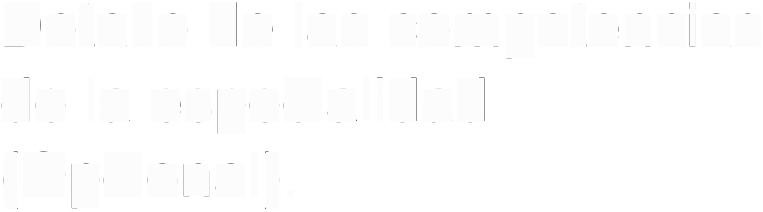 Detalle de las competencias
de la especialidad
(Opcional).